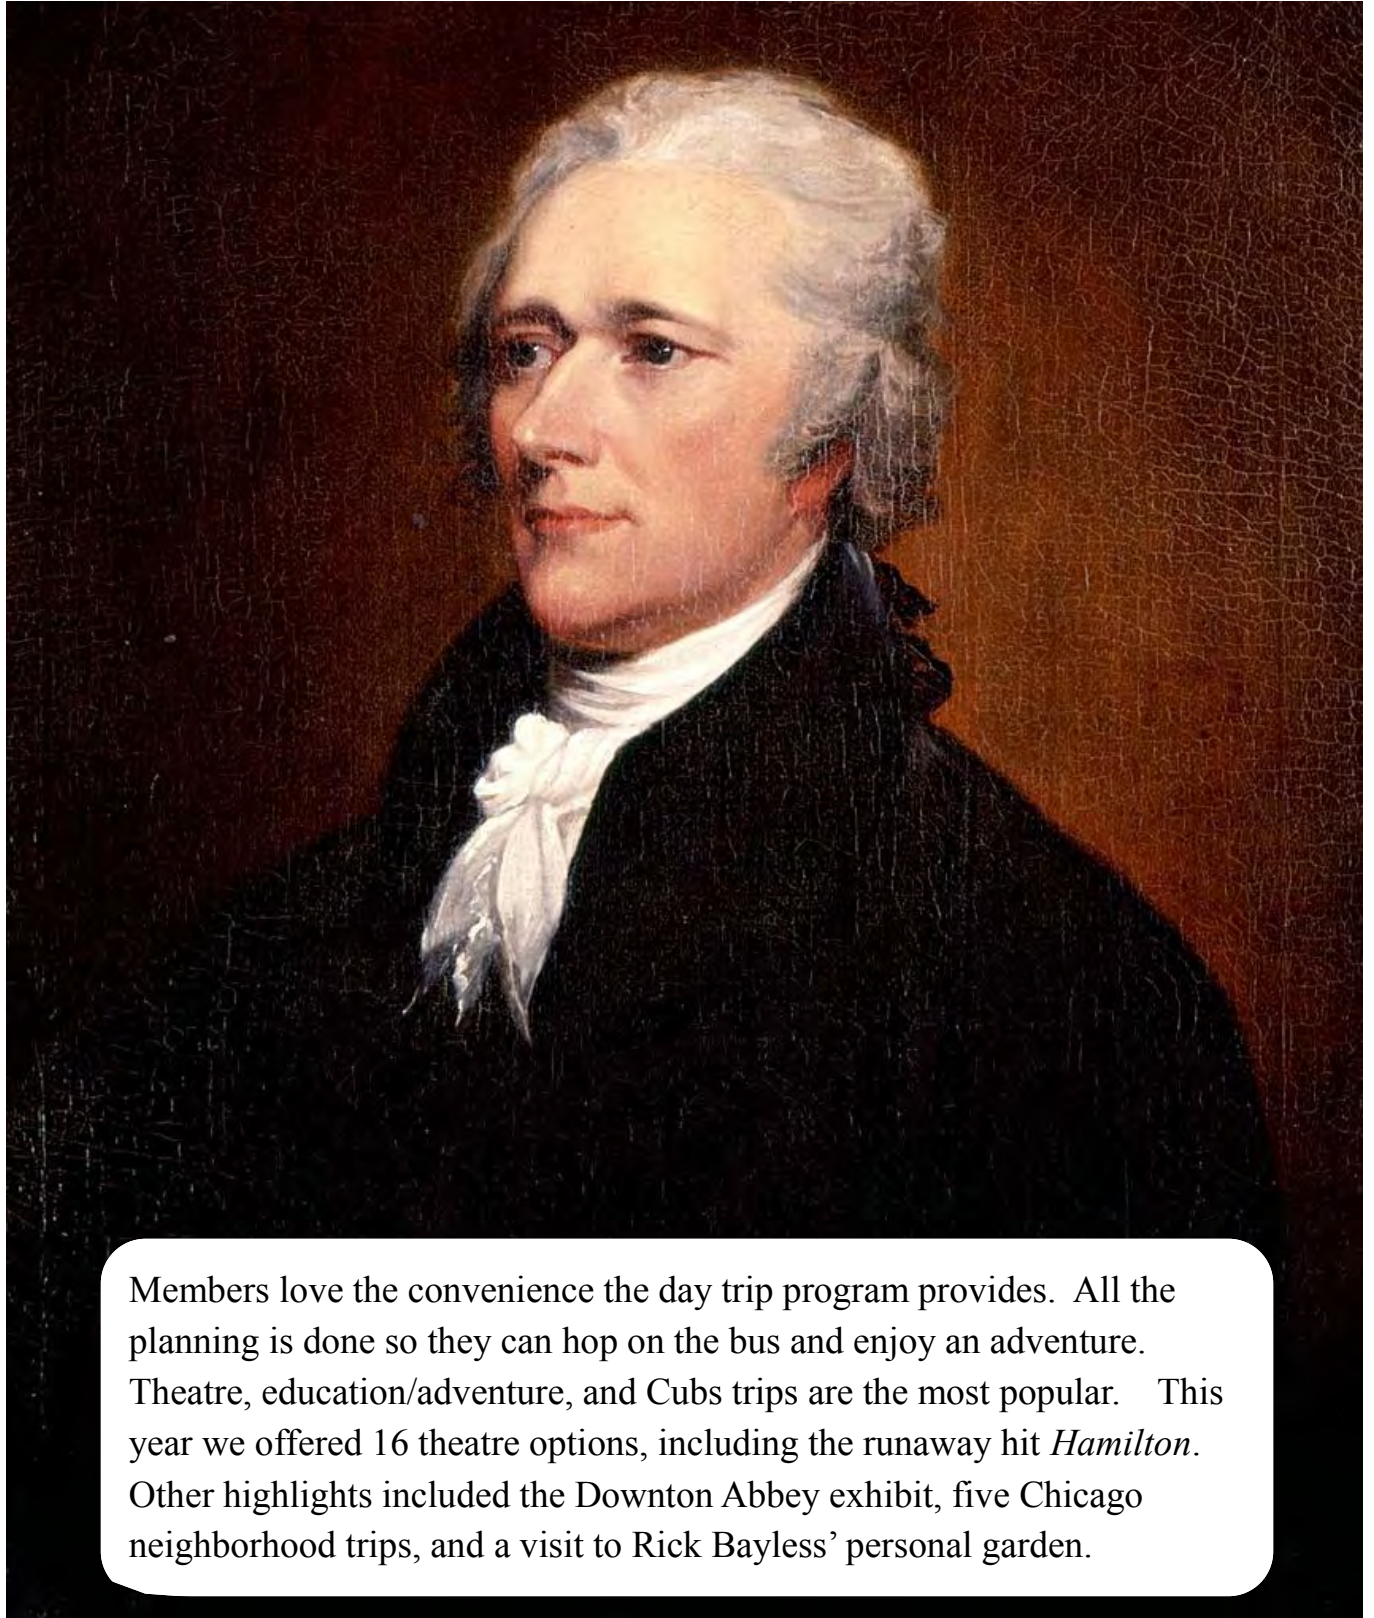 Members love the convenience the day trip program provides.  All the
planning is done so they can hop on the bus and enjoy an adventure.
Theatre, education/adventure, and Cubs trips are the most popular.    This
year we offered 16 theatre options, including the runaway hit Hamilton.
Other highlights included the Downton Abbey exhibit, five Chicago
neighborhood trips, and a visit to Rick Bayless’ personal garden.